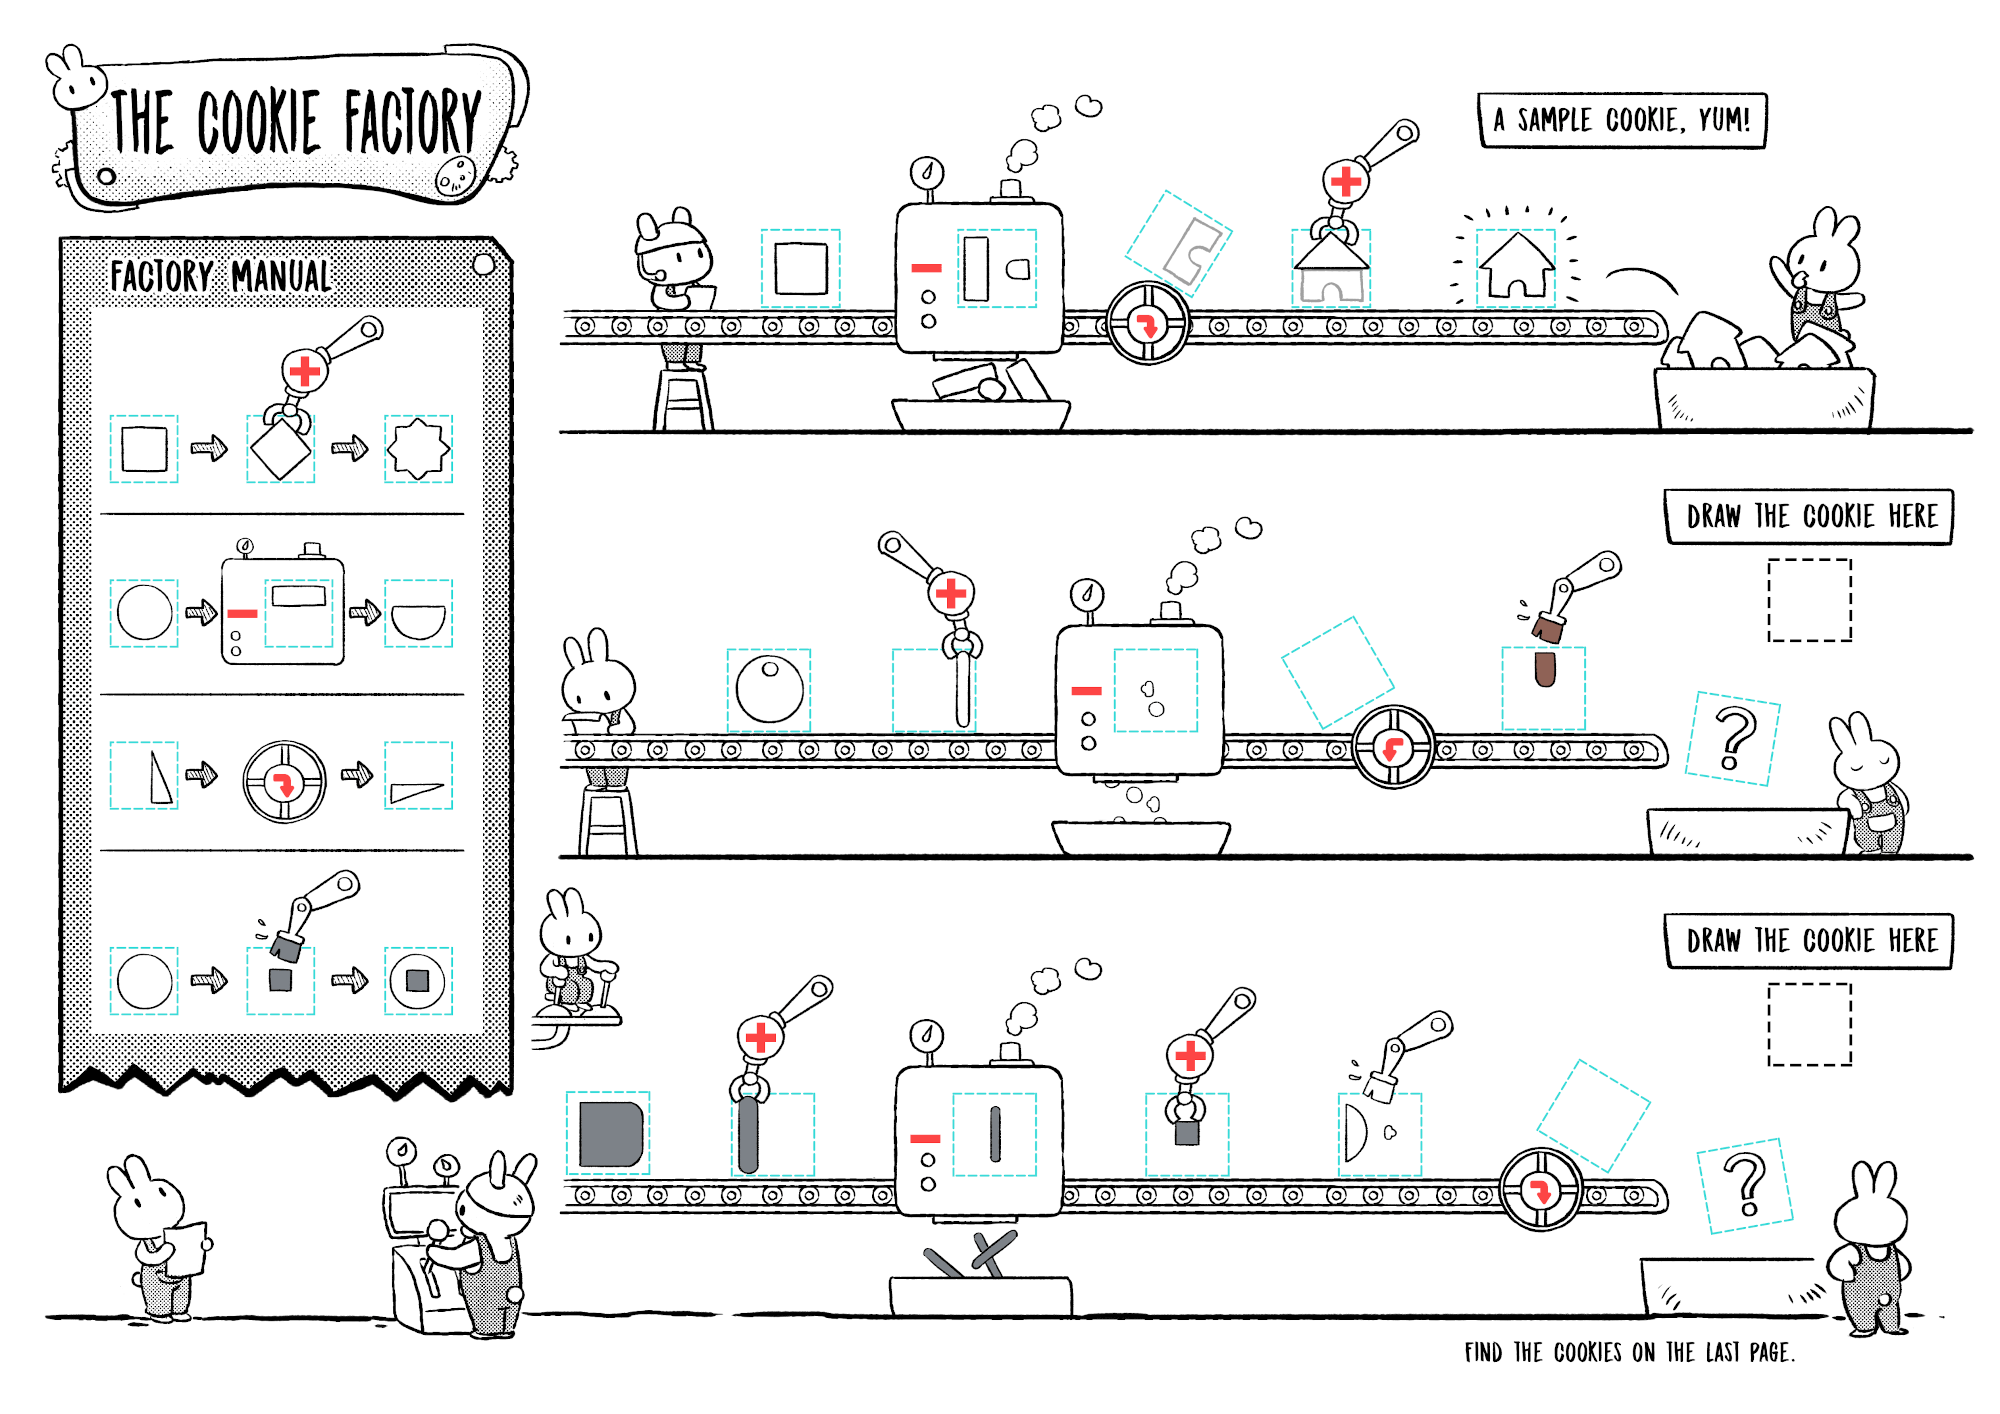 THE COOKIE FACTORY
FACTORY MANUAL
A SAMPLE COOKIE, YUM!
DRAW THE COOKIE HERE
?
DRAW THE COOKIE HERE
?
FIND THE COOKIES ON THE LAST PAGE.